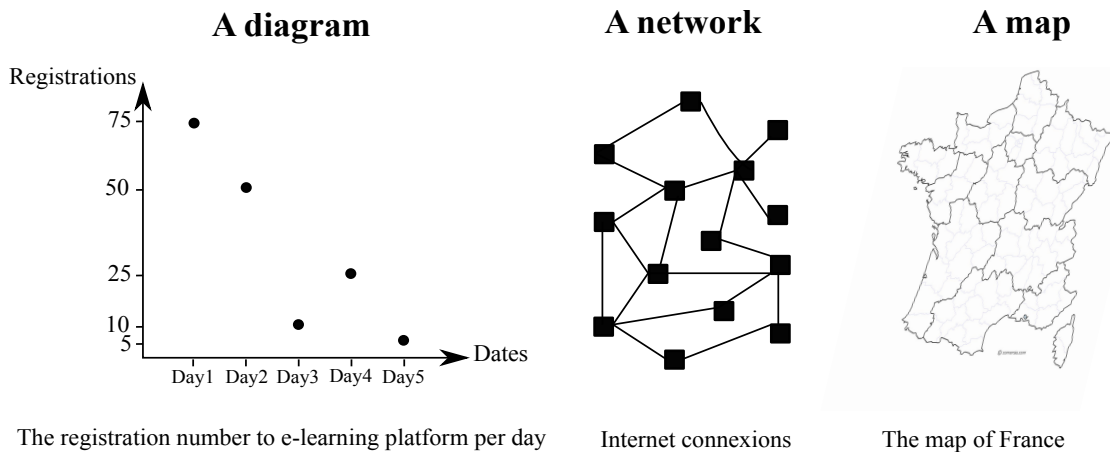 A diagram
A network
A map
Registrations
75
50
25
10
5
Dates
Day1 Day2 Day3 Day4 Day5
The registration number to e-learning platform per day
Internet connexions
The map of France